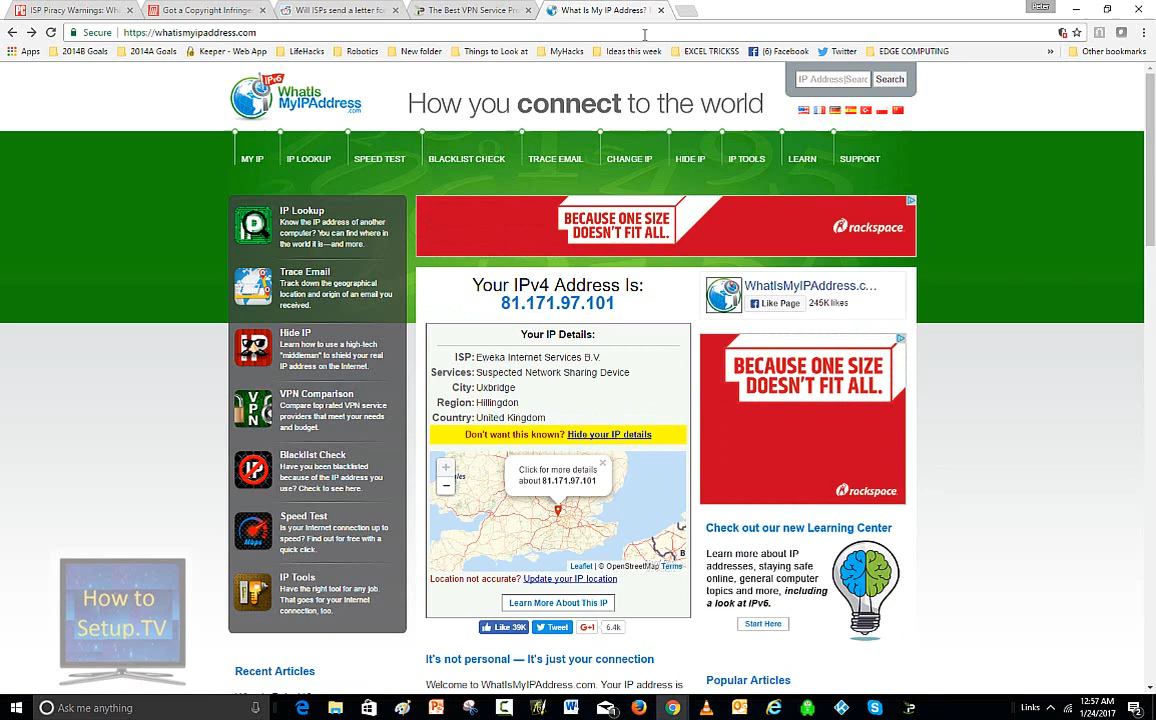 ISP Piracy Warnings: Wh
Got a Copyright Infringe
Will ISPs send a letter fo
The Best VPN Service Pro
What Is My IP Address?
Peter
Secure
https://whatismyipaddress.com
Apps
2014B Goals
2014A Goals
Keeper - Web App
LifeHacks
Robotics
New folder
Things to Look at
MyHacks
Ideas this week
EXCEL TRICKSS
(6) Facebook
Twitter
EDGE COMPUTING
»
Other bookmarks
IPv6
WhatIs
MyIPAddress
.com
How you connect to the world
IP Address|Searc
Search
MY IP
IP LOOKUP
SPEED TEST
BLACKLIST CHECK
TRACE EMAIL
CHANGE IP
HIDE IP
IP TOOLS
LEARN
SUPPORT
IP Lookup
Know the IP address of another
computer? You can find where in
the world it is—and more.
Trace Email
Track down the geographical
location and origin of an email you
received.
Hide IP
Learn how to use a high-tech
"middleman" to shield your real
IP address on the Internet.
VPN
VPN Comparison
Compare top rated VPN service
providers that meet your needs
and budget.
IP
Blacklist Check
Have you been blacklisted
because of the IP address you
use? Check to see here.
Mbps
Speed Test
Is your Internet connection up to
speed? Find out for free with a
quick click.
IP Tools
Have the right tool for any job.
That goes for your Internet
connection, too.
BECAUSE ONE SIZE
DOESN'T FIT ALL.
rackspace.
Your IPv4 Address Is:
81.171.97.101
Your IP Details:
ISP: Eweka Internet Services B.V.
Services: Suspected Network Sharing Device
City: Uxbridge
Region: Hillingdon
Country: United Kingdom
Don't want this known? Hide your IP details
+
−
Click for more details
about 81.171.97.101
×
Leaflet | © OpenStreetMap Terms
Location not accurate? Update your IP location
Learn More About This IP
Like 39K
Tweet
G+1
6.4k
It's not personal — It's just your connection
Welcome to WhatIsMyIPAddress.com. Your IP address is
WhatIsMyIPAddress.c...
Like Page
245K likes
BECAUSE ONE SIZE
DOESN'T FIT ALL.
rackspace.
Check out our new Learning Center
Learn more about IP
addresses, staying safe
online, general computer
topics and more, including
a look at IPv6.
Start Here
Popular Articles
How to
Setup.TV
Recent Articles
Ask me anything
Links
12:57 AM
1/24/2017